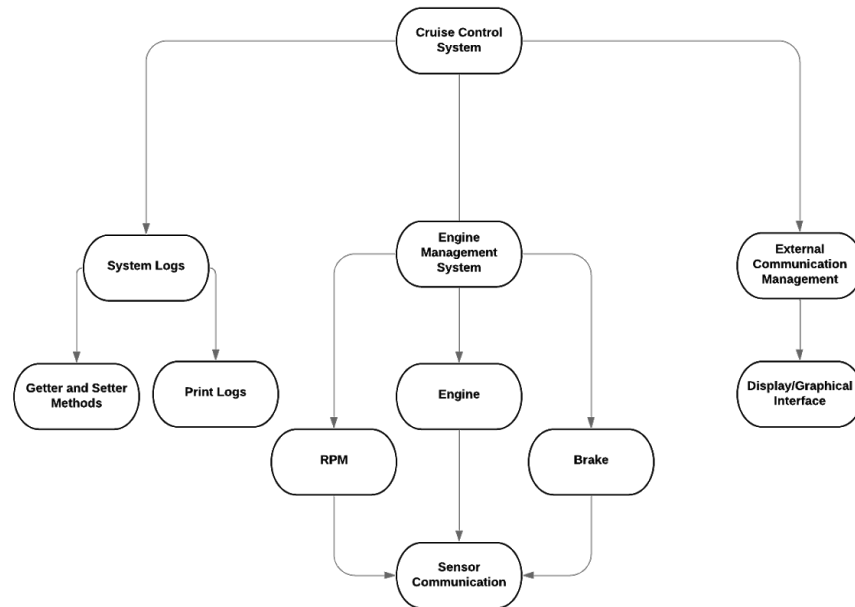 Cruise Control
System
System Logs
Engine
Management
System
External
Communication
Management
Getter and Setter
Methods
Print Logs
Engine
Display/Graphical
Interface
RPM
Brake
Sensor
Communication